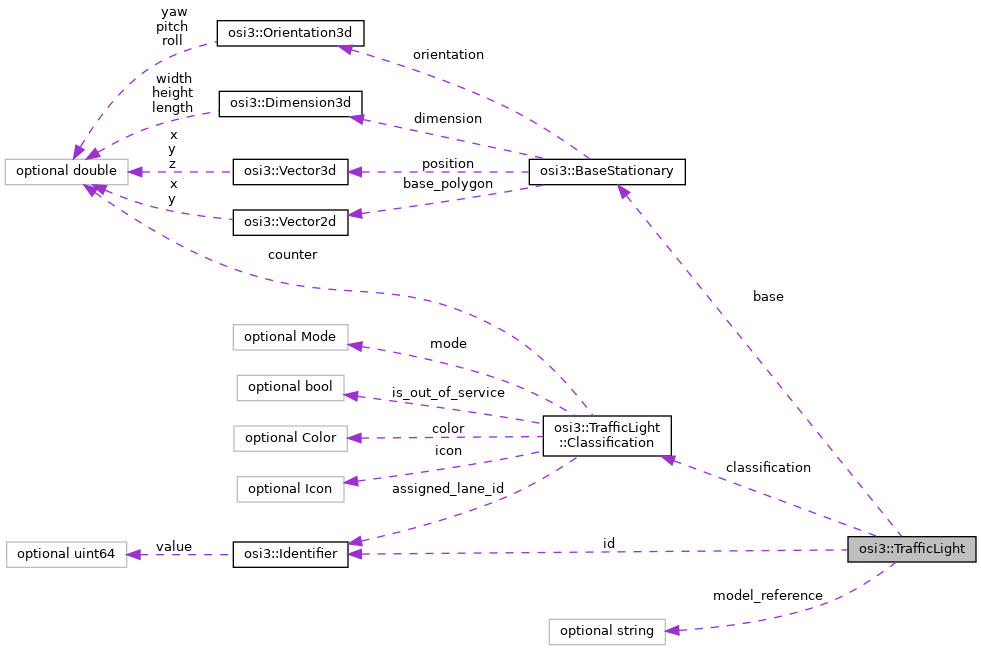 yaw
pitch
roll
osi3::Orientation3d
orientation
width
height
length
osi3::Dimension3d
dimension
x
y
z
optional double
osi3::Vector3d
position
osi3::BaseStationary
x
y
osi3::Vector2d
base_polygon
counter
base
optional Mode
mode
optional bool
is_out_of_service
optional Color
color
osi3::TrafficLight
::Classification
icon
optional Icon
classification
assigned_lane_id
optional uint64
value
osi3::Identifier
id
osi3::TrafficLight
model_reference
optional string